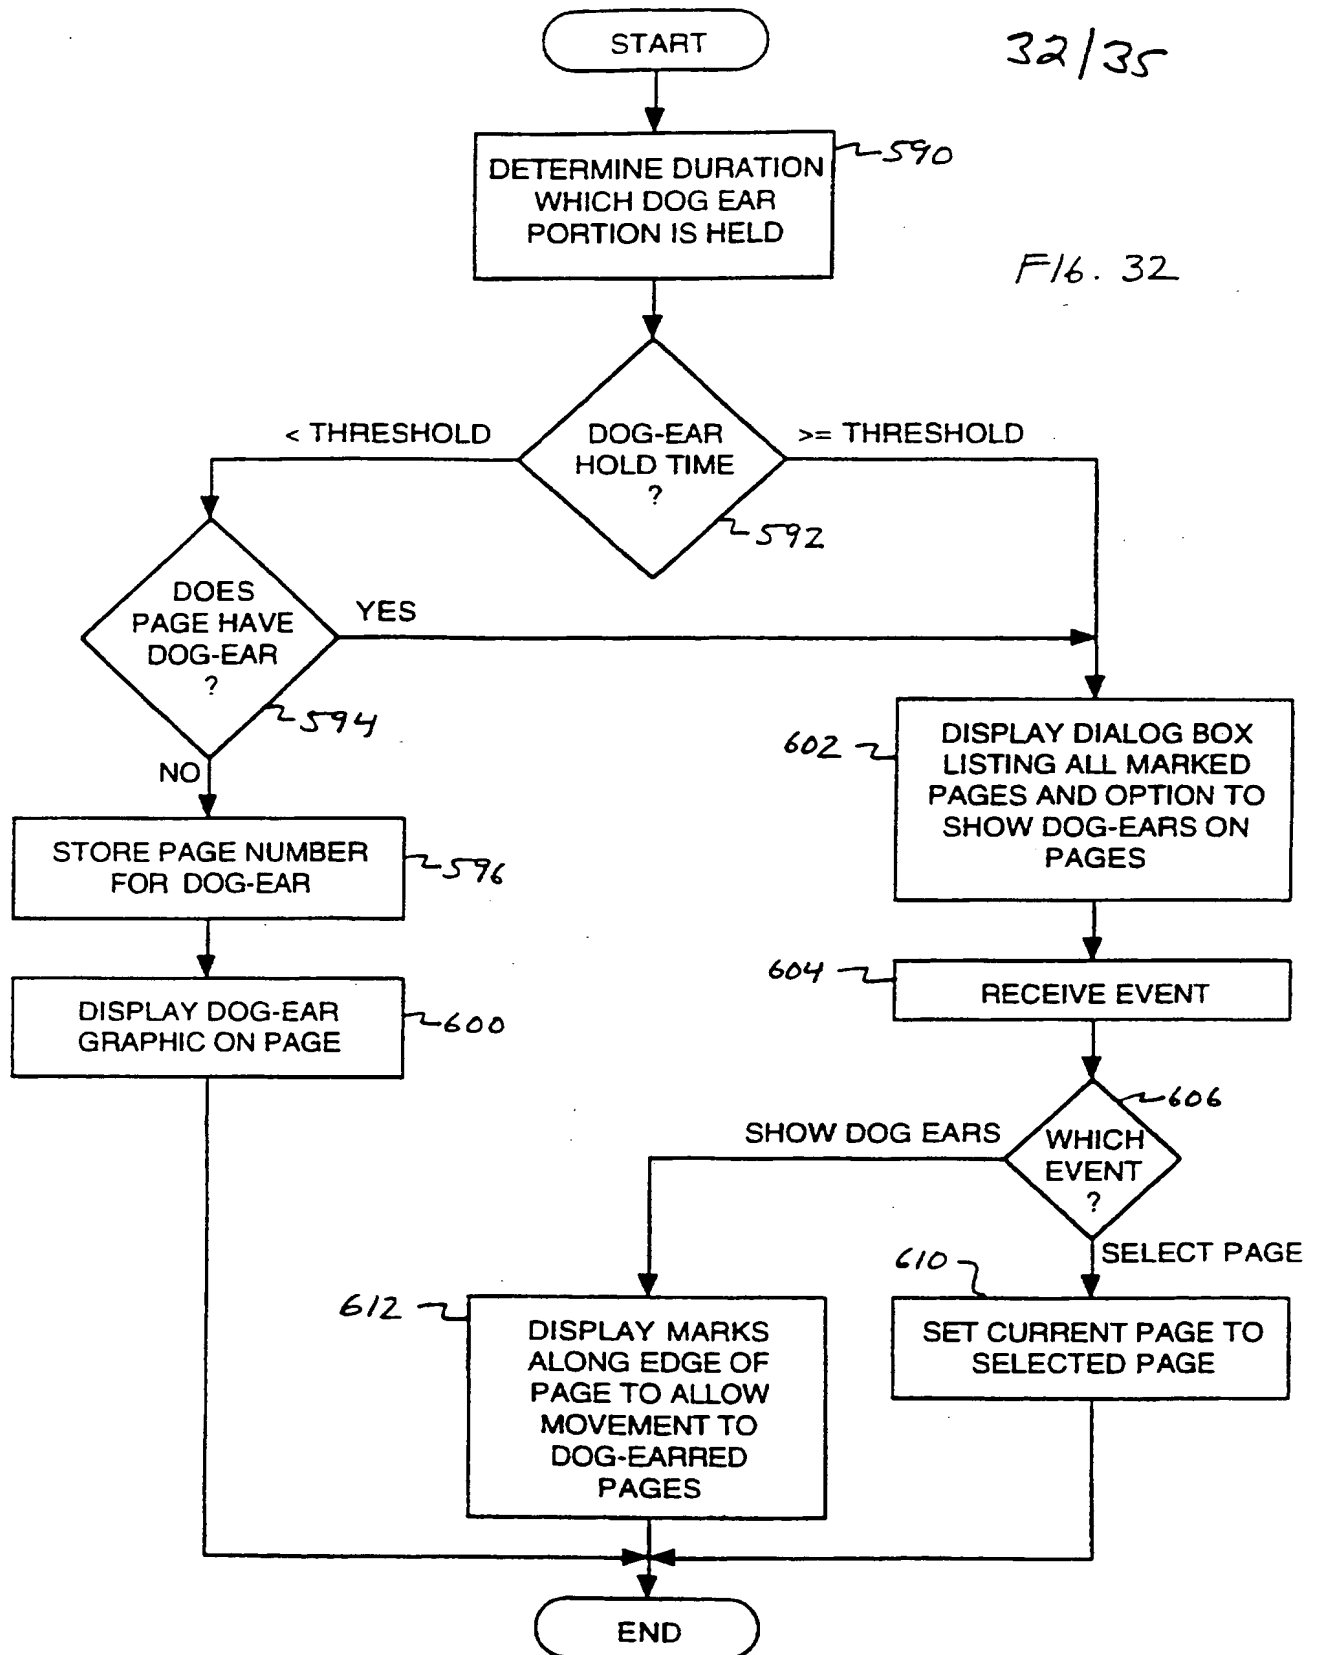 START
32/35
DETERMINE DURATION
WHICH DOG EAR
PORTION IS HELD
590
FIG. 32
< THRESHOLD
DOG-EAR
HOLD TIME
?
>= THRESHOLD
592
DOES
PAGE HAVE
DOG-EAR
?
YES
594
NO
STORE PAGE NUMBER
FOR DOG-EAR
596
DISPLAY DOG-EAR
GRAPHIC ON PAGE
600
602
DISPLAY DIALOG BOX
LISTING ALL MARKED
PAGES AND OPTION TO
SHOW DOG-EARS ON
PAGES
604
RECEIVE EVENT
606
SHOW DOG EARS
WHICH
EVENT
?
SELECT PAGE
610
SET CURRENT PAGE TO
SELECTED PAGE
612
DISPLAY MARKS
ALONG EDGE OF
PAGE TO ALLOW
MOVEMENT TO
DOG-EARRED
PAGES
END